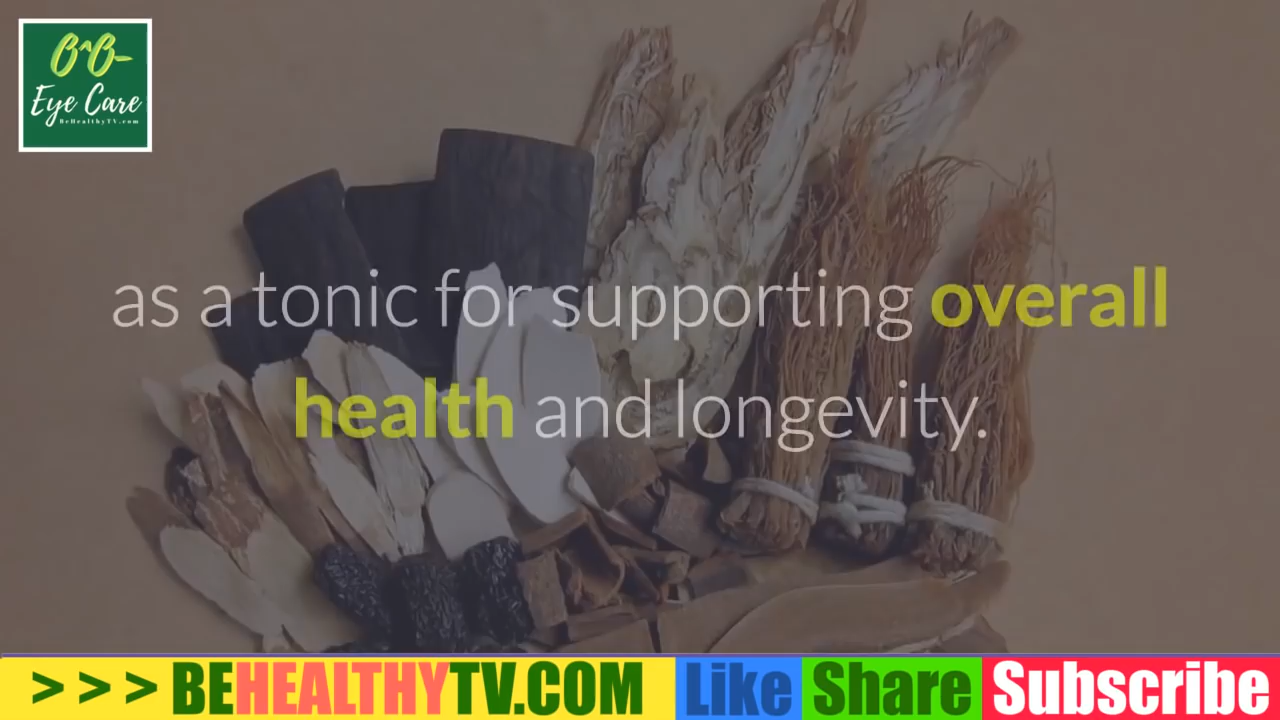 Eye Care
BeHealthyTV.com
as a tonic for supporting overall
health and longevity.
> > > BEHEALTHYTV.COM Like Share Subscribe